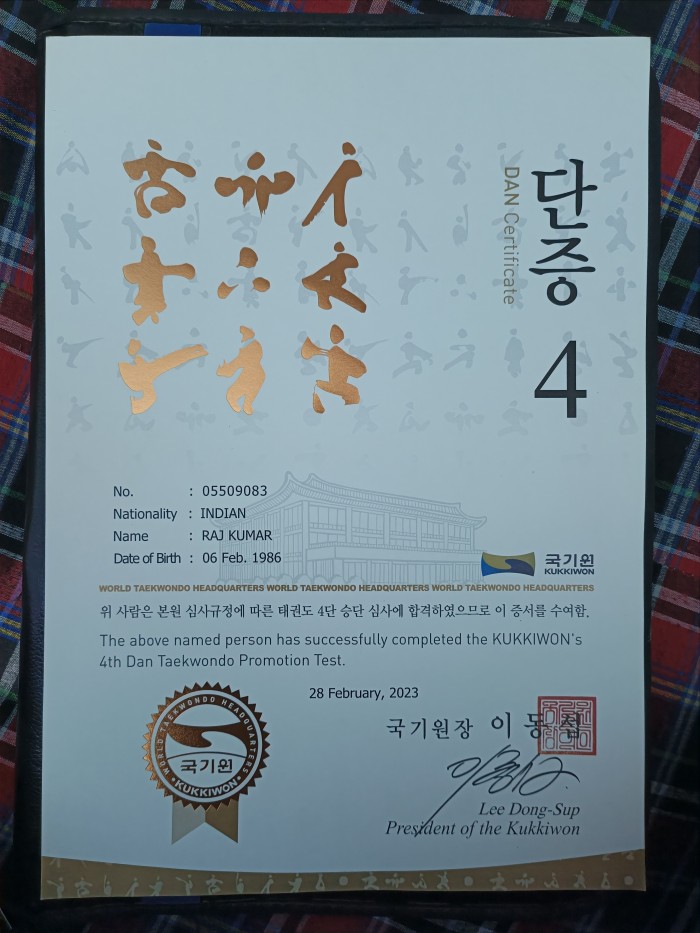 단증
DAN Certificate
4
No. : 05509083
Nationality : INDIAN
Name : RAJ KUMAR
Date of Birth : 06 Feb. 1986
국기원
KUKKIWON
WORLD TAEKWONDO HEADQUARTERS WORLD TAEKWONDO HEADQUARTERS WORLD TAEKWONDO HEADQUARTERS
위 사람은 본원 심사규정에 따른 태권도 4단 승단 심사에 합격하였으므로 이 증서를 수여함.
The above named person has successfully completed the KUKKIWON's
4th Dan Taekwondo Promotion Test.
28 February, 2023
WORLD TAEKWONDO HEADQUARTERS
국기원
KUKKIWON
국기원장 이동섭
Lee Dong-Sup
President of the Kukkiwon